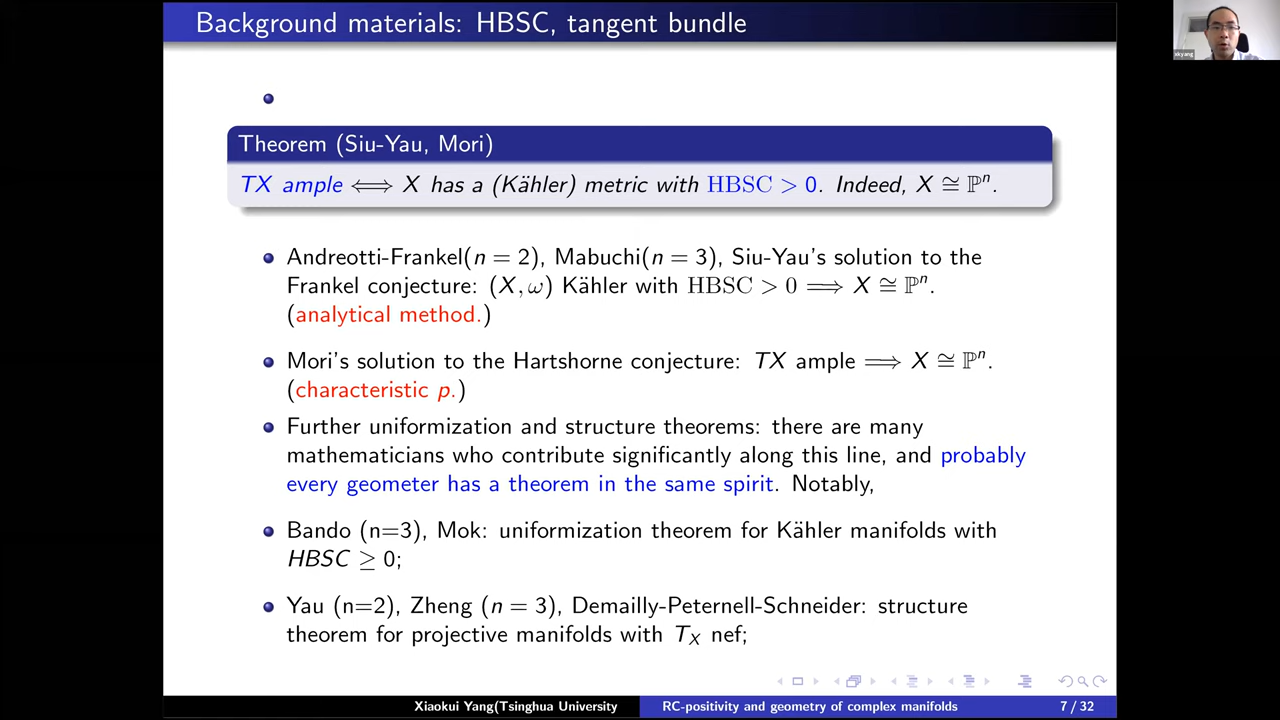 Background materials: HBSC, tangent bundle
xkyang
Theorem (Siu-Yau, Mori)
TX ample ⟺ X has a (Kähler) metric with HBSC > 0. Indeed, X ≅ ℙⁿ.
Andreotti-Frankel(n = 2), Mabuchi(n = 3), Siu-Yau's solution to the
Frankel conjecture: (X, ω) Kähler with HBSC > 0 ⟹ X ≅ ℙⁿ.
(analytical method.)
Mori's solution to the Hartshorne conjecture: TX ample ⟹ X ≅ ℙⁿ.
(characteristic p.)
Further uniformization and structure theorems: there are many
mathematicians who contribute significantly along this line, and probably
every geometer has a theorem in the same spirit. Notably,
Bando (n=3), Mok: uniformization theorem for Kähler manifolds with
HBSC ≥ 0;
Yau (n=2), Zheng (n = 3), Demailly-Peternell-Schneider: structure
theorem for projective manifolds with T_X nef;
Xiaokui Yang(Tsinghua University
RC-positivity and geometry of complex manifolds
7 / 32